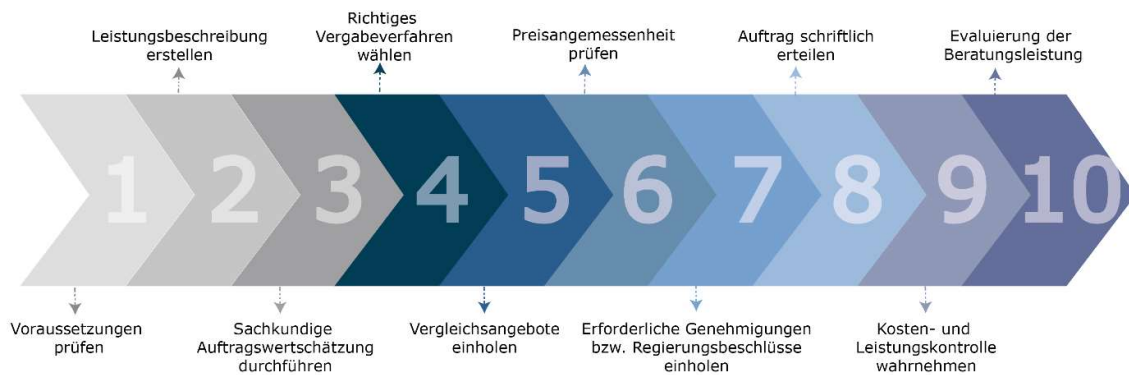 Leistungsbeschreibung
erstellen
Richtiges
Vergabeverfahren
wählen
Preisangemessenheit
prüfen
Auftrag schriftlich
erteilen
Evaluierung der
Beratungsleistung
1 2 3 4 5 6 7 8 9 10
Voraussetzungen
prüfen
Sachkundige
Auftragswertschätzung
durchführen
Vergleichsangebote
einholen
Erforderliche Genehmigungen
bzw. Regierungsbeschlüsse
einholen
Kosten- und
Leistungskontrolle
wahrnehmen